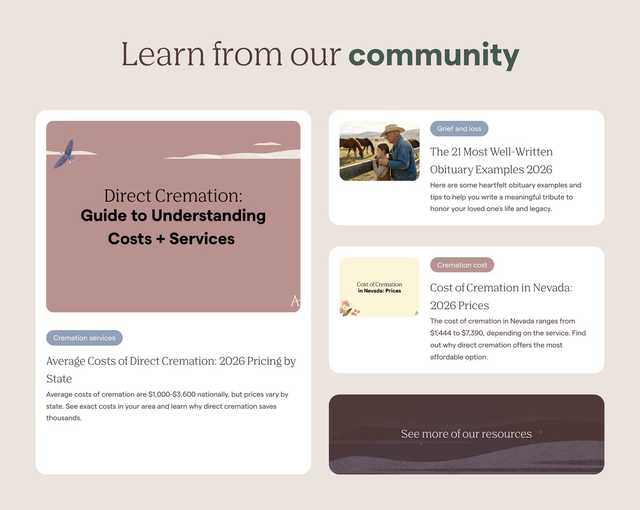 Learn from our community
Direct Cremation:
Guide to Understanding
Costs + Services
Cremation services
Average Costs of Direct Cremation: 2026 Pricing by
State
Average costs of cremation are $1,000-$3,600 nationally, but prices vary by
state. See exact costs in your area and learn why direct cremation saves
thousands.
Grief and loss
The 21 Most Well-Written
Obituary Examples 2026
Here are some heartfelt obituary examples and
tips to help you write a meaningful tribute to
honor your loved one's life and legacy.
Cost of Cremation
in Nevada: Prices
Cremation cost
Cost of Cremation in Nevada:
2026 Prices
The cost of cremation in Nevada ranges from
$1,444 to $7,390, depending on the service. Find
out why direct cremation offers the most
affordable option.
See more of our resources